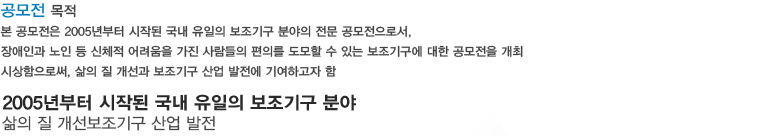 공모전 목적
본 공모전은 2005년부터 시작된 국내 유일의 보조기구 분야의 전문 공모전으로서,
장애인과 노인 등 신체적 어려움을 가진 사람들의 편의를 도모할 수 있는 보조기구에 대한 공모전을 개최
시상함으로써, 삶의 질 개선과 보조기구 산업 발전에 기여하고자 함
2005년부터 시작된 국내 유일의 보조기구 분야
삶의 질 개선보조기구 산업 발전